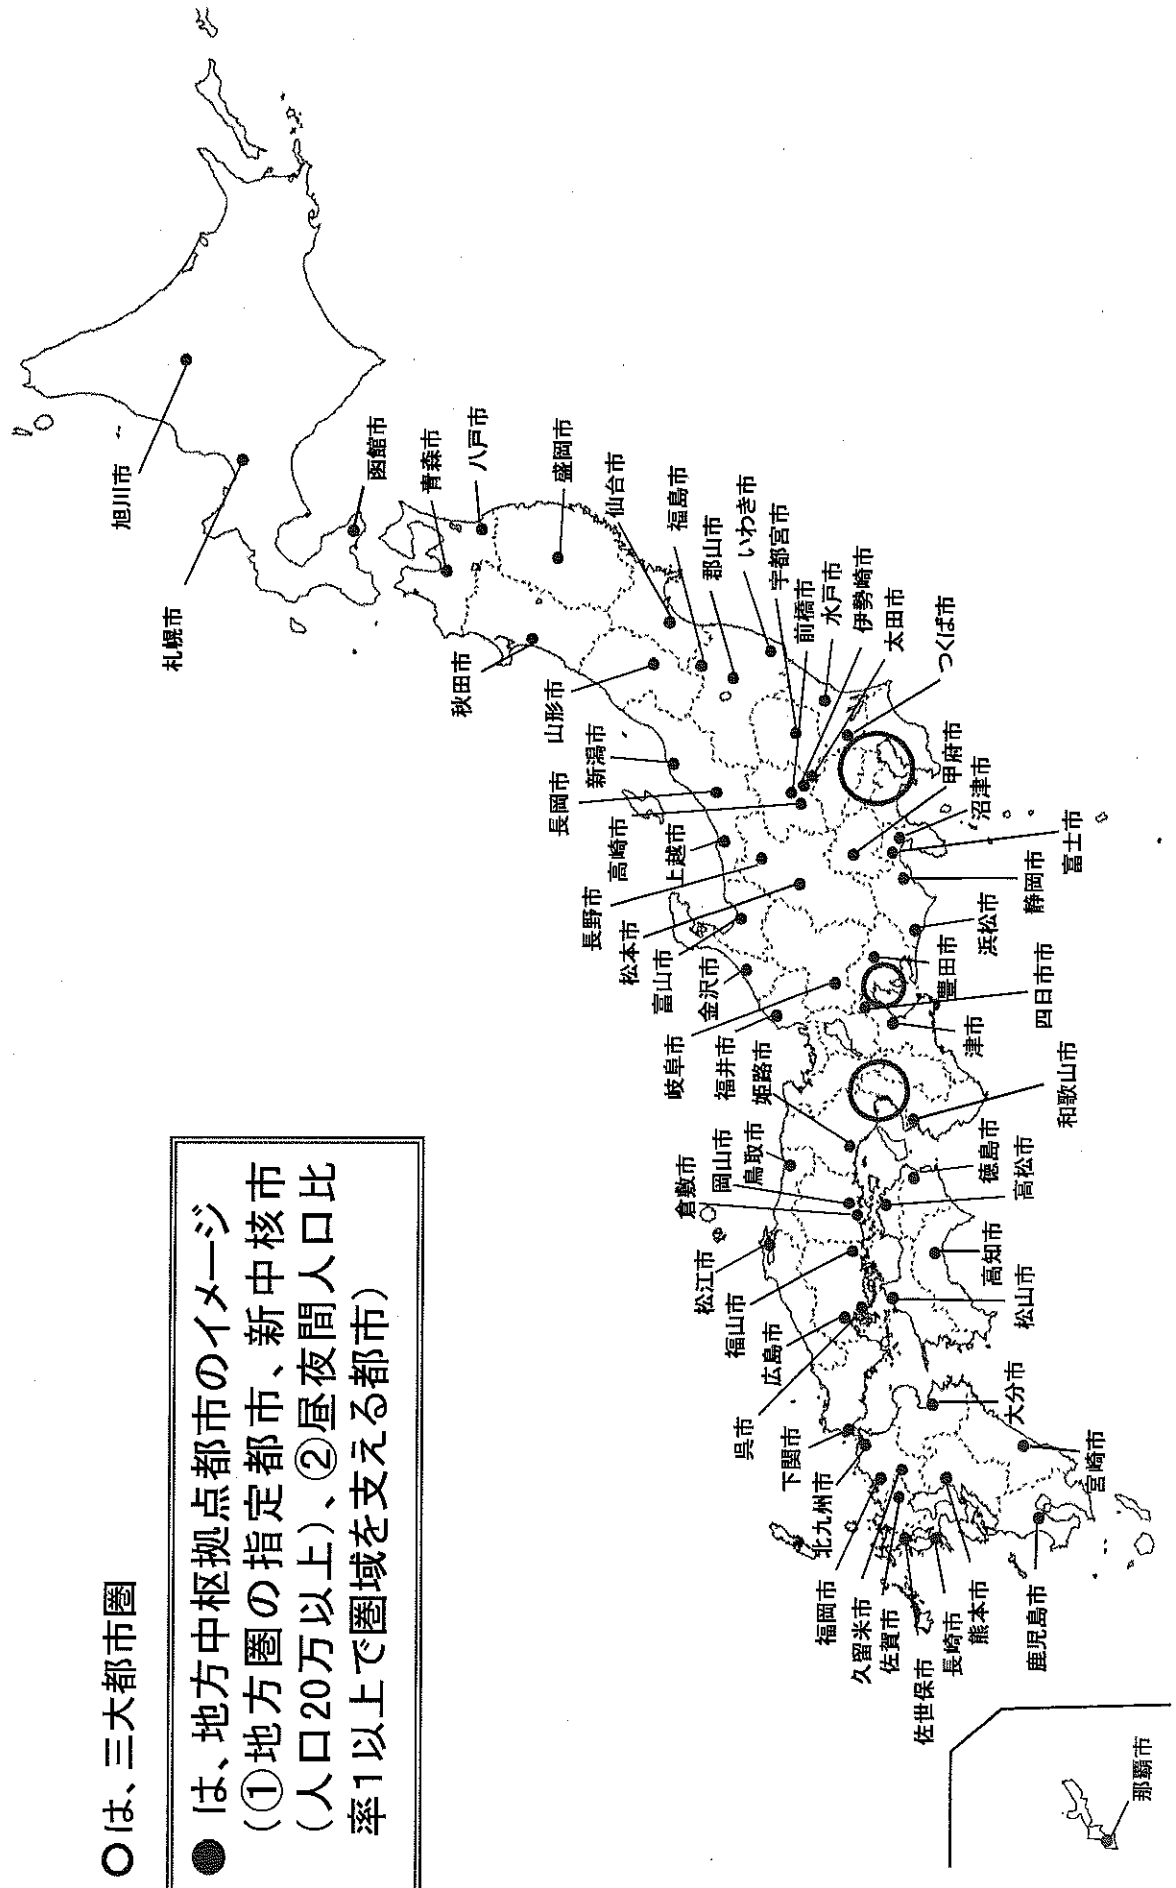 ○は、三大都市圏
● は、地方中枢拠点都市のイメージ
(①地方圏の指定都市、新中核市
(人口20万以上)、②昼夜間人口比
率1以上で圏域を支える都市)
旭川市
札幌市
函館市
青森市
八戸市
盛岡市
秋田市
仙台市
山形市
福島市
郡山市
いわき市
宇都宮市
前橋市
水戸市
伊勢崎市
太田市
つくば市
新潟市
長岡市
高崎市
上越市
長野市
松本市
富山市
金沢市
甲府市
沼津市
富士市
静岡市
浜松市
豊田市
四日市市
津市
岐阜市
福井市
姫路市
和歌山市
鳥取市
岡山市
倉敷市
松江市
福山市
広島市
呉市
徳島市
高松市
高知市
松山市
下関市
北九州市
福岡市
久留米市
佐賀市
佐世保市
長崎市
熊本市
大分市
宮崎市
鹿児島市
那覇市